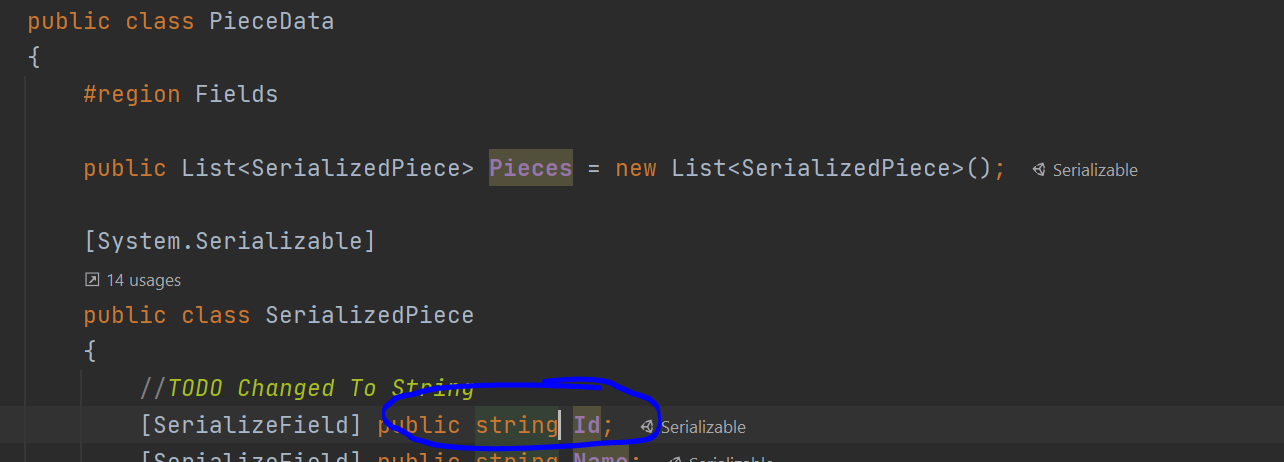 public class PieceData
{
#region Fields
public List<SerializedPiece> Pieces = new List<SerializedPiece>(); Serializable
[System.Serializable]
14 usages
public class SerializedPiece
{
//TODO Changed To String
[SerializeField] public string Id; Serializable
[SerializeField] public string Name; Serializable